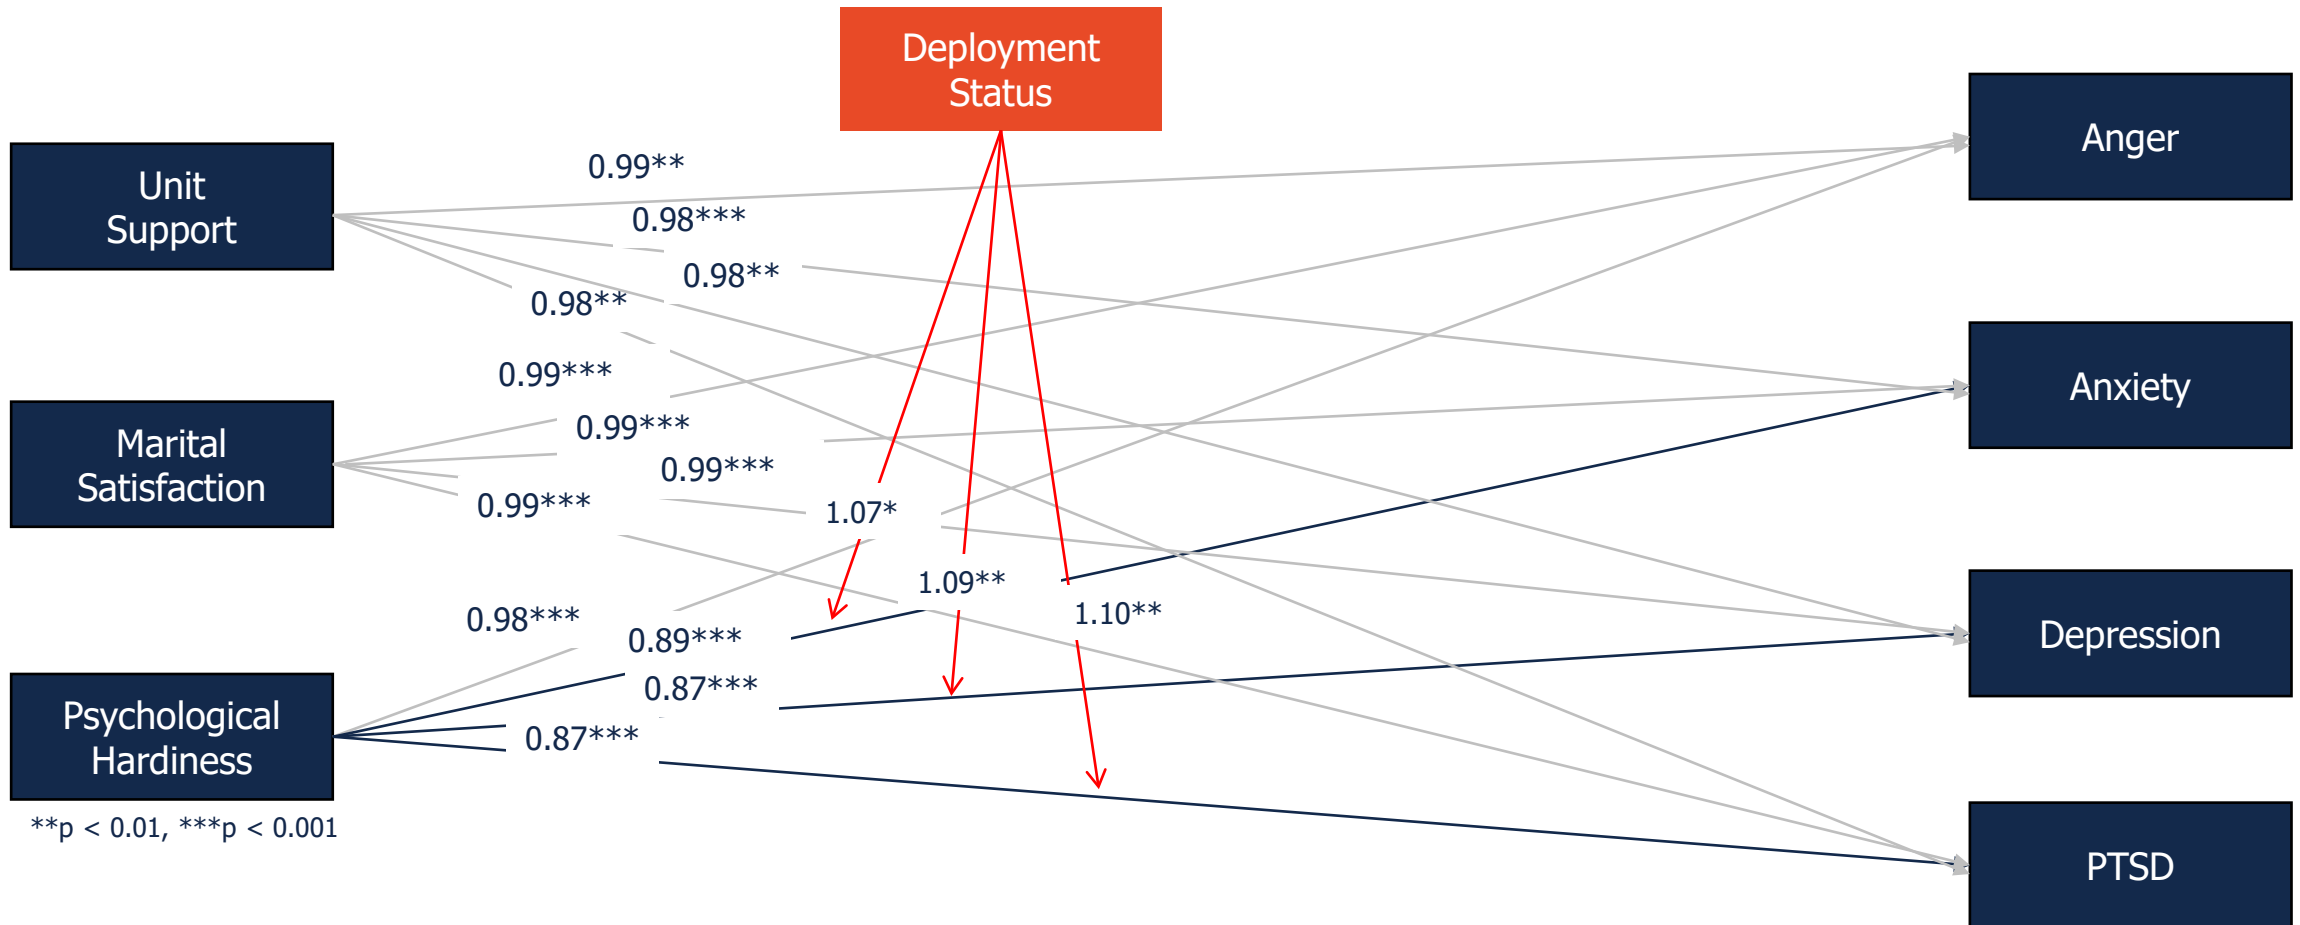 Deployment
Status
Unit
Support
Marital
Satisfaction
Psychological
Hardiness
**p < 0.01, ***p < 0.001
0.99**
0.98***
0.98**
0.98**
0.99***
0.99***
0.99***
0.99***
1.07*
1.09**
1.10**
0.98***
0.89***
0.87***
0.87***
Anger
Anxiety
Depression
PTSD